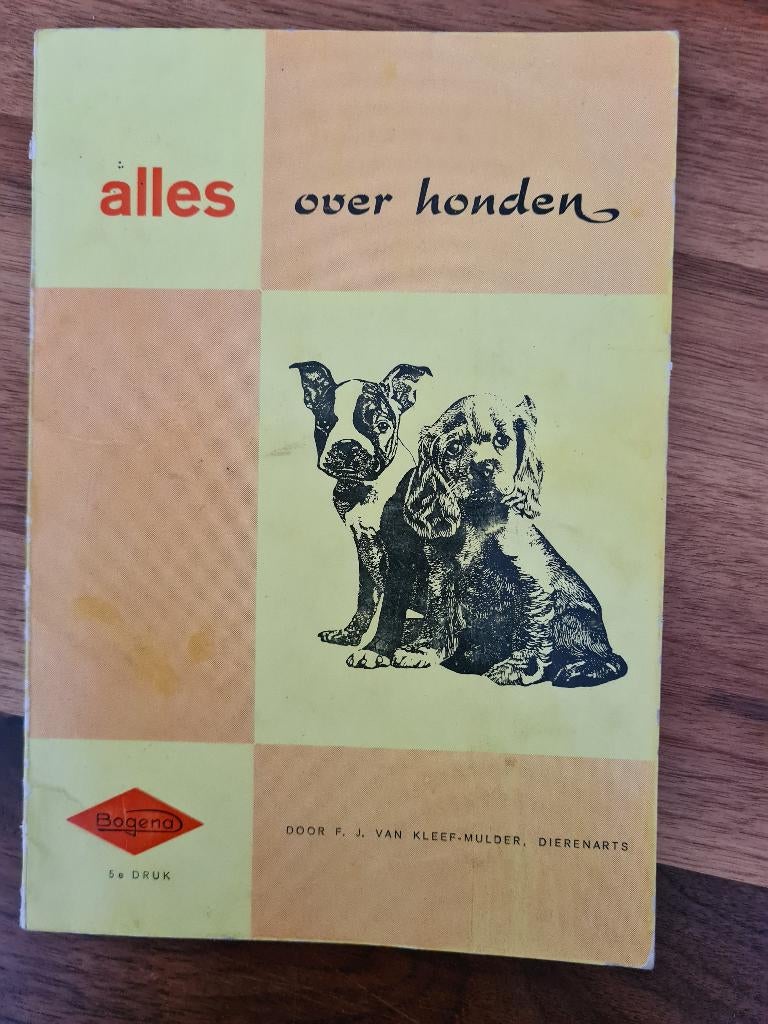 alles over honden
Bogena
5e DRUK
DOOR F. J. VAN KLEEF-MULDER, DIERENARTS